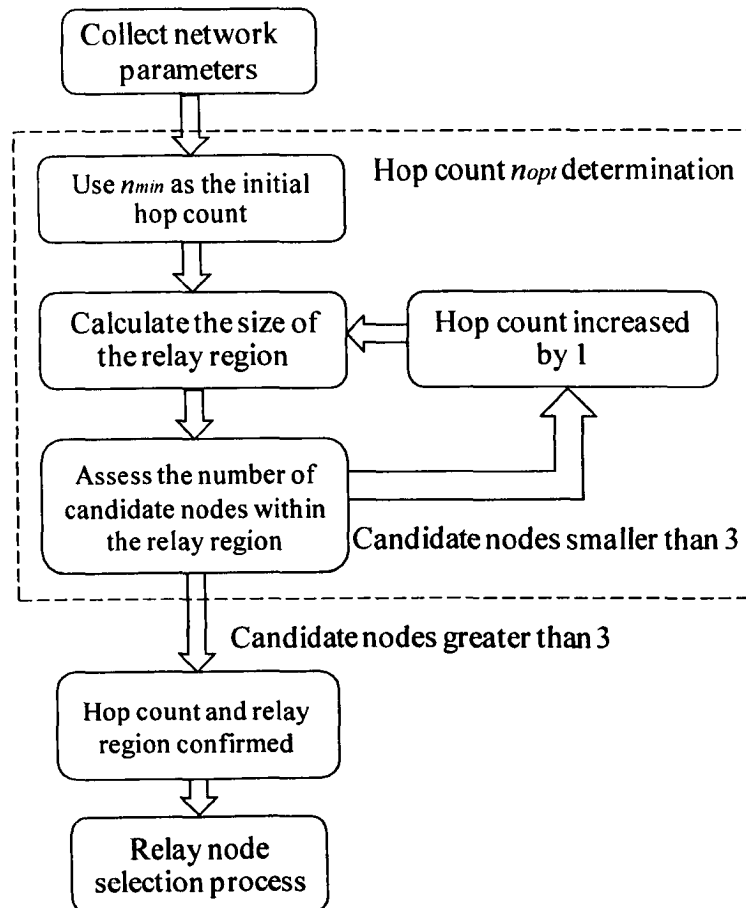 Collect network
parameters
Use nmin as the initial
hop count
Hop count nopt determination
Calculate the size of
the relay region
Hop count increased
by 1
Assess the number of
candidate nodes within
the relay region
Candidate nodes smaller than 3
Candidate nodes greater than 3
Hop count and relay
region confirmed
Relay node
selection process